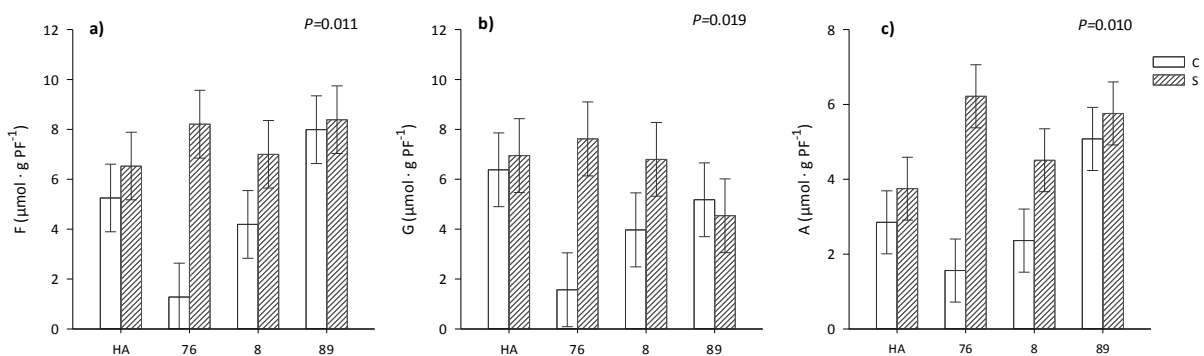 a)
P=0.011
12
10
8
6
4
2
0
F (µmol · g PF⁻¹)
HA 76 8 89
b)
P=0.019
12
10
8
6
4
2
0
G (µmol · g PF⁻¹)
HA 76 8 89
c)
P=0.010
8
6
4
2
0
A (µmol · g PF⁻¹)
HA 76 8 89
C
S